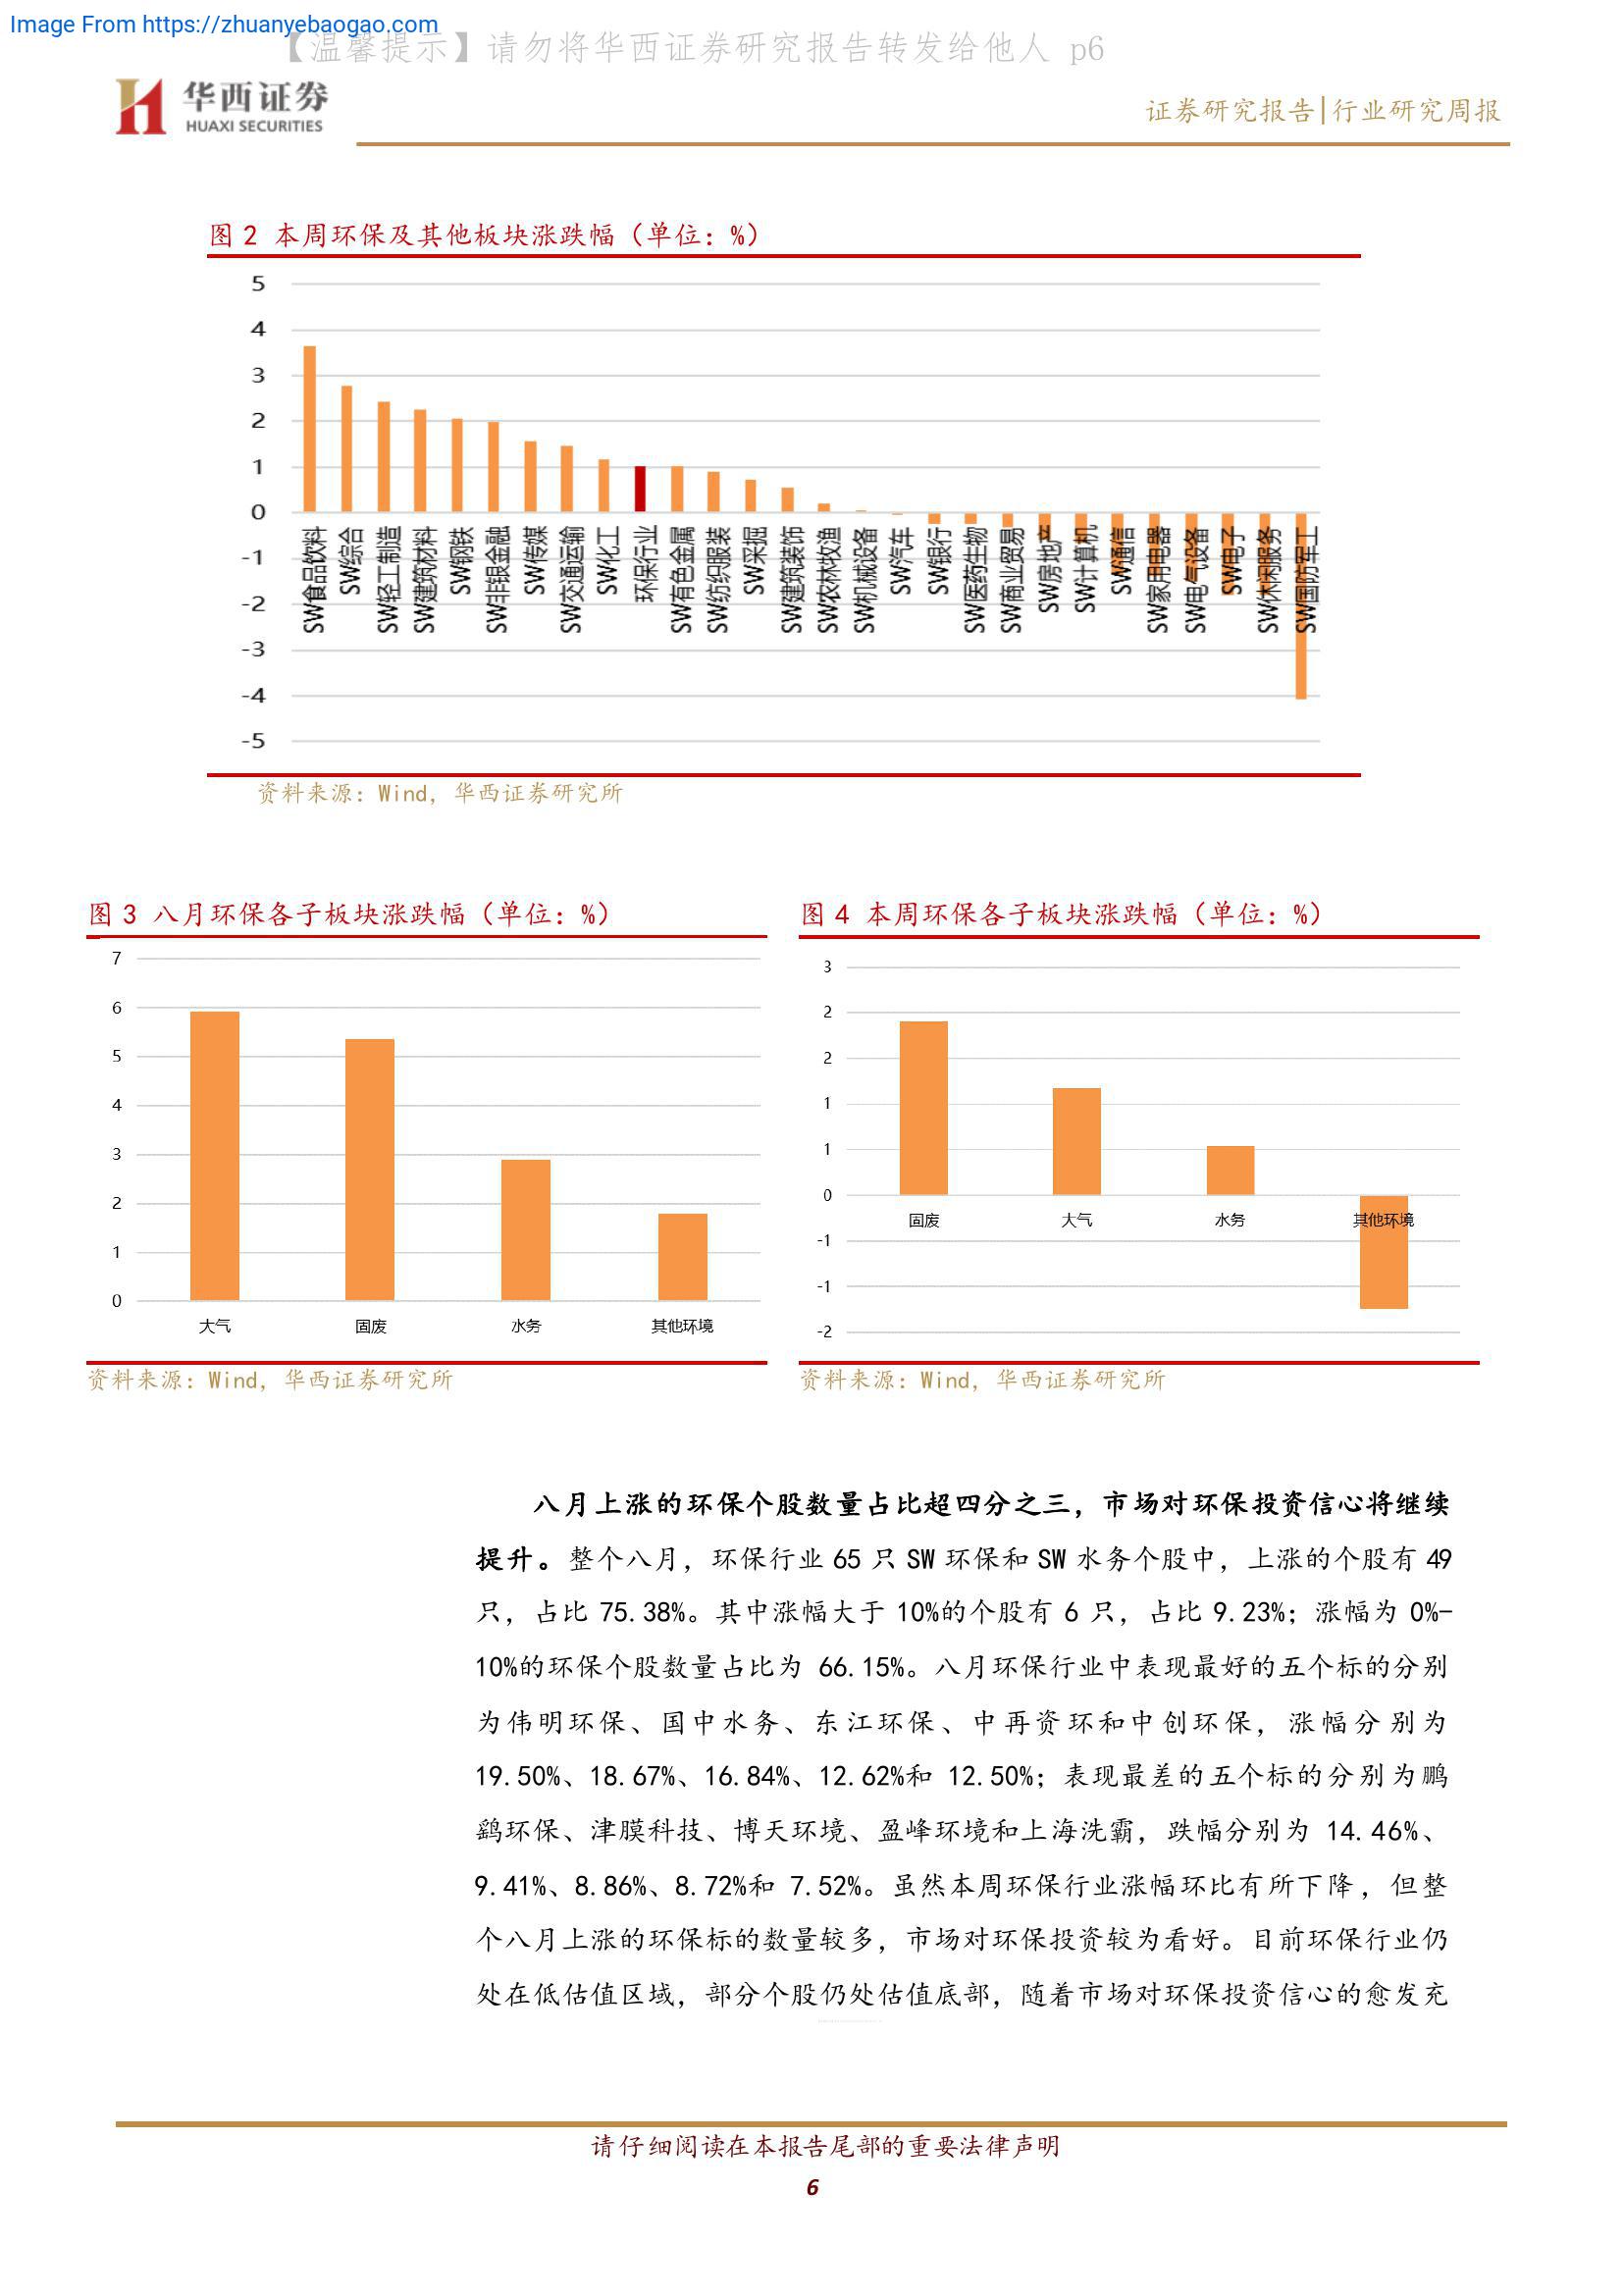 Image From https://zhuanyebaogao.com
【温馨提示】请勿将华西证券研究报告转发给他人 p6
华西证券
HUAXI SECURITIES
证券研究报告|行业研究周报
图 2 本周环保及其他板块涨跌幅（单位：%）
5
4
3
2
1
0
-1
-2
-3
-4
-5
SW食品饮料
SW综合
SW轻工制造
SW建筑材料
SW钢铁
SW非银金融
SW传媒
SW交通运输
SW化工
环保行业
SW有色金属
SW纺织服装
SW采掘
SW建筑装饰
SW农林牧渔
SW机械设备
SW汽车
SW银行
SW医药生物
SW商业贸易
SW房地产
SW计算机
SW通信
SW家用电器
SW电气设备
SW电子
SW休闲服务
SW国防军工
资料来源：Wind，华西证券研究所
图 3 八月环保各子板块涨跌幅（单位：%）
7
6
5
4
3
2
1
0
大气
固废
水务
其他环境
资料来源：Wind，华西证券研究所
图 4 本周环保各子板块涨跌幅（单位：%）
3
2
2
1
1
0
-1
-1
-2
固废
大气
水务
其他环境
资料来源：Wind，华西证券研究所
八月上涨的环保个股数量占比超四分之三，市场对环保投资信心将继续
提升。整个八月，环保行业 65 只 SW 环保和 SW 水务个股中，上涨的个股有 49
只，占比 75.38%。其中涨幅大于 10%的个股有 6 只，占比 9.23%；涨幅为 0%-
10%的环保个股数量占比为 66.15%。八月环保行业中表现最好的五个标的分别
为伟明环保、国中水务、东江环保、中再资环和中创环保，涨幅分别为
19.50%、18.67%、16.84%、12.62%和 12.50%；表现最差的五个标的分别为鹏
鹞环保、津膜科技、博天环境、盈峰环境和上海洗霸，跌幅分别为 14.46%、
9.41%、8.86%、8.72%和 7.52%。虽然本周环保行业涨幅环比有所下降，但整
个八月上涨的环保标的数量较多，市场对环保投资较为看好。目前环保行业仍
处在低估值区域，部分个股仍处估值底部，随着市场对环保投资信心的愈发充
请仔细阅读在本报告尾部的重要法律声明
6